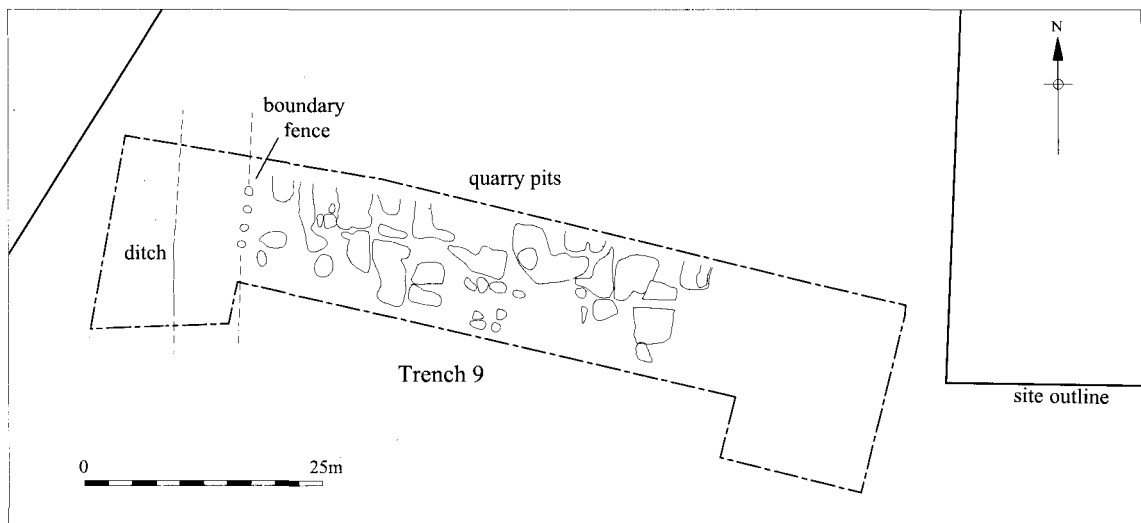 N
boundary
fence
quarry pits
ditch
Trench 9
site outline
0 25m